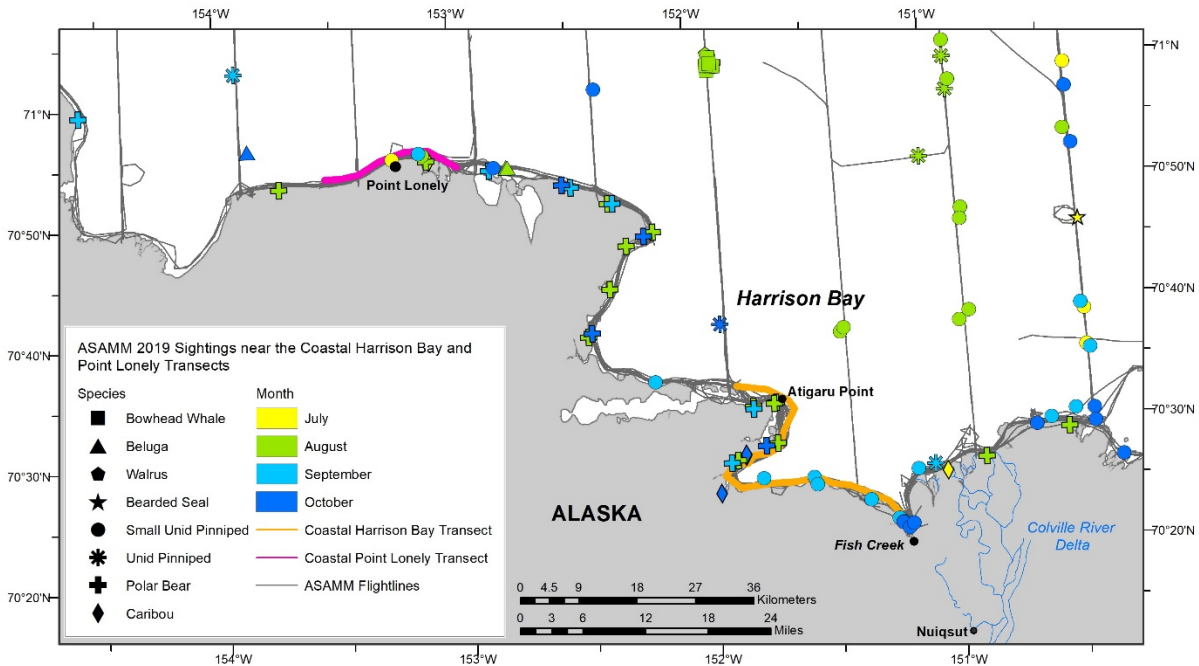 154°W 153°W 152°W 151°W
71°N
71°N
Point Lonely
70°50'N
70°50'N
70°40'N
Harrison Bay
ASAMM 2019 Sightings near the Coastal Harrison Bay and
Point Lonely Transects
70°40'N
Species Month
Bowhead Whale July
Beluga August
Walrus September
Bearded Seal October
Small Unid Pinniped Coastal Harrison Bay Transect
Unid Pinniped Coastal Point Lonely Transect
Polar Bear ASAMM Flightlines
Caribou
Atigaru Point
70°30'N
70°30'N
ALASKA
Fish Creek
Colville River
Delta
70°20'N
70°20'N
0 4.5 9 18 27 36
Kilometers
0 3 6 12 18 24
Miles
Nuiqsut
154°W 153°W 152°W 151°W